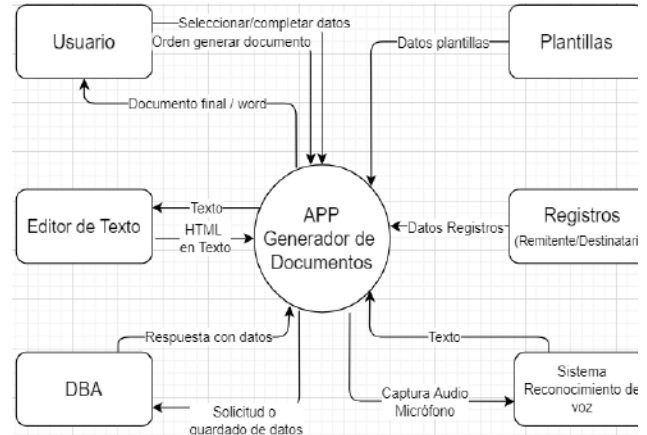 Usuario
Seleccionar/completar datos
Orden generar documento
Documento final / word
Datos plantillas
Plantillas
Editor de Texto
Texto
HTML
en Texto
APP
Generador de
Documentos
Datos Registros
Registros
(Remitente/Destinatari
DBA
Respuesta con datos
Solicitud o
guardado de datos
Texto
Captura Audio
Micrófono
Sistema
Reconocimiento de
voz